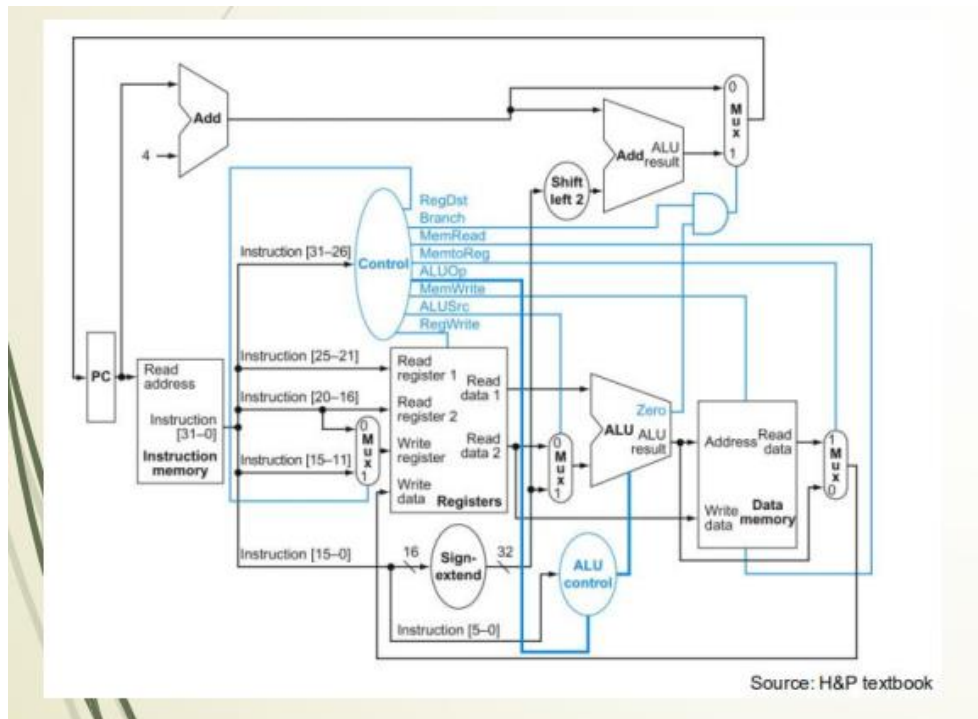 0
M
u
x
1
Add
4
Add ALU
result
Shift
left 2
RegDst
Branch
MemRead
MemtoReg
ALUOp
MemWrite
ALUSrc
RegWrite
Instruction [31–26]
Control
PC
Read
address
Instruction
[31–0]
Instruction
memory
Instruction [25–21]
Instruction [20–16]
Instruction [15–11]
0
M
u
x
1
Read
register 1
Read
register 2
Write
register
Write
data
Read
data 1
Read
data 2
Registers
0
M
u
x
1
Zero
ALU ALU
result
Address
Read
data
Write
data
Data
memory
1
M
u
x
0
Instruction [15–0]
16
Sign-
extend
32
ALU
control
Instruction [5–0]
Source: H&P textbook